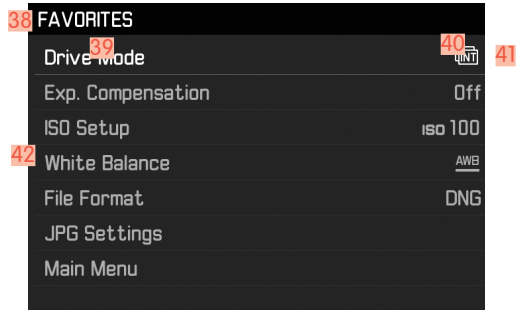 38 FAVORITES
39
Drive Mode 40 INT 41
Exp. Compensation Off
ISO Setup ISO 100
42 White Balance AWB
File Format DNG
JPG Settings
Main Menu